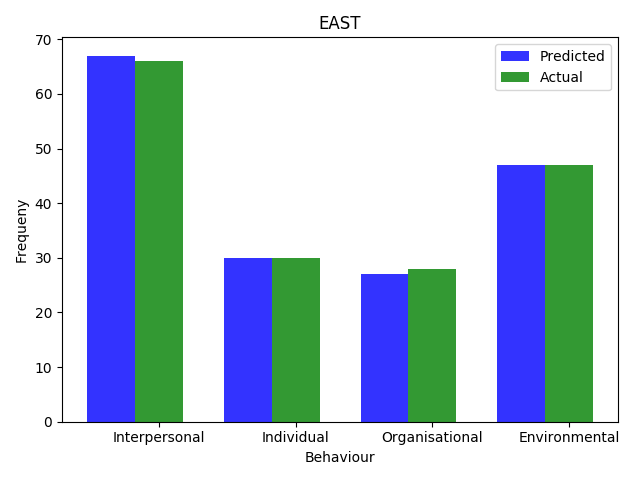 EAST
Predicted
Actual
Frequeny
70
60
50
40
30
20
10
0
Interpersonal Individual Organisational Environmental
Behaviour